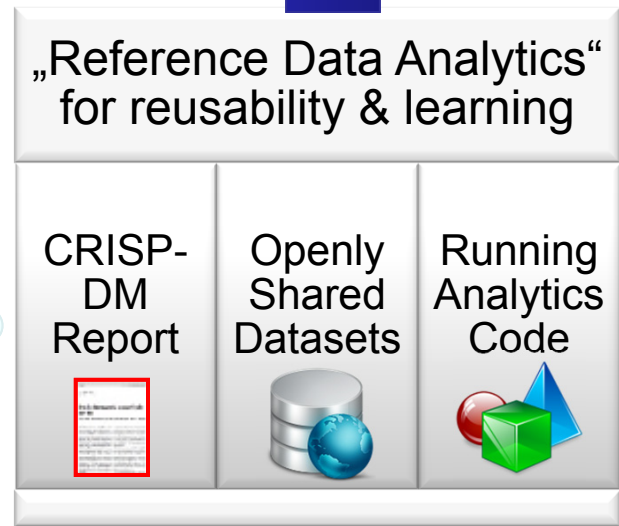 „Reference Data Analytics“
for reusability & learning
CRISP-
DM
Report
Openly
Shared
Datasets
Running
Analytics
Code